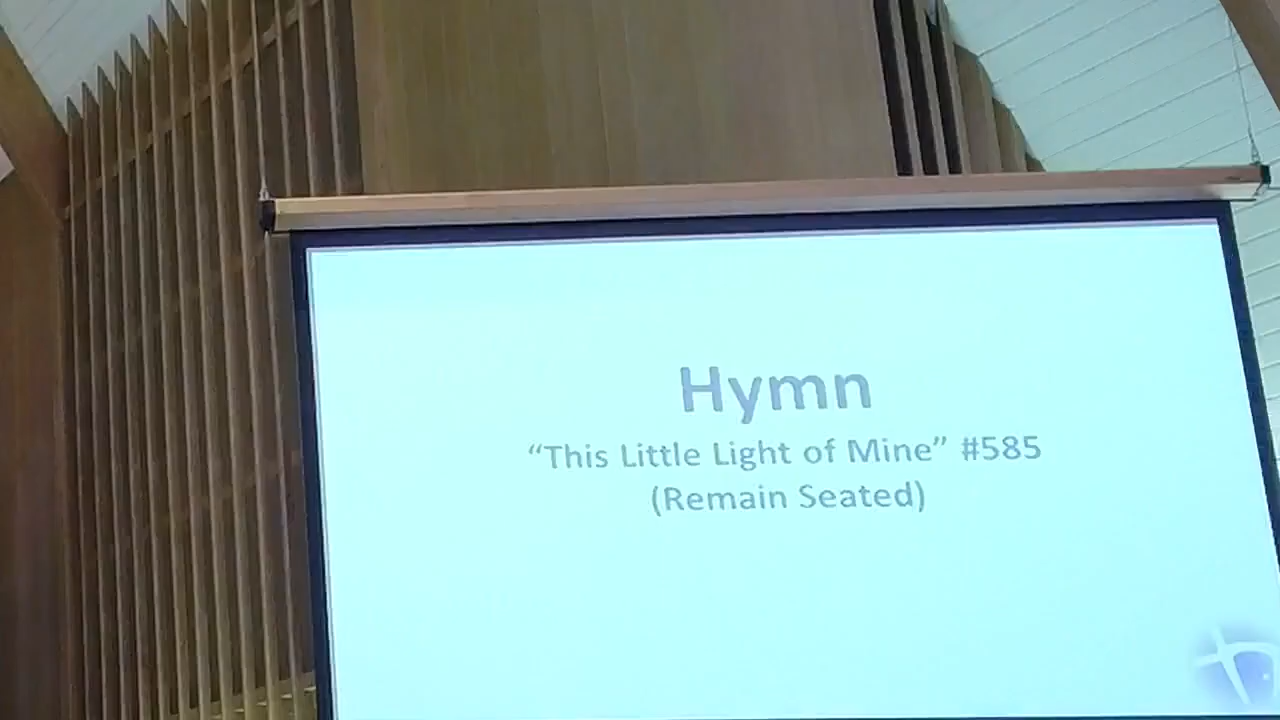 Hymn
“This Little Light of Mine” #585
(Remain Seated)